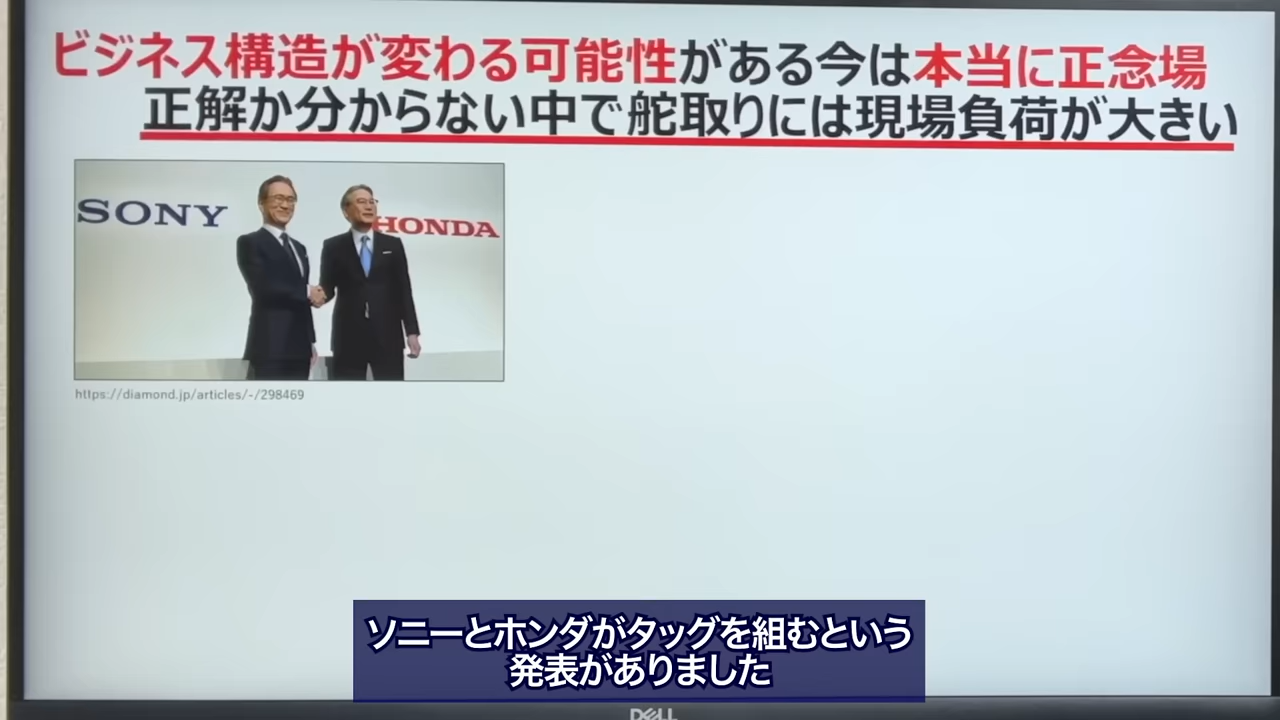 ビジネス構造が変わる可能性がある今は本当に正念場
正解か分からない中で舵取りには現場負荷が大きい
SONY
HONDA
https://diamond.jp/articles/-/298469
ソニーとホンダがタッグを組むという
発表がありました
DELL